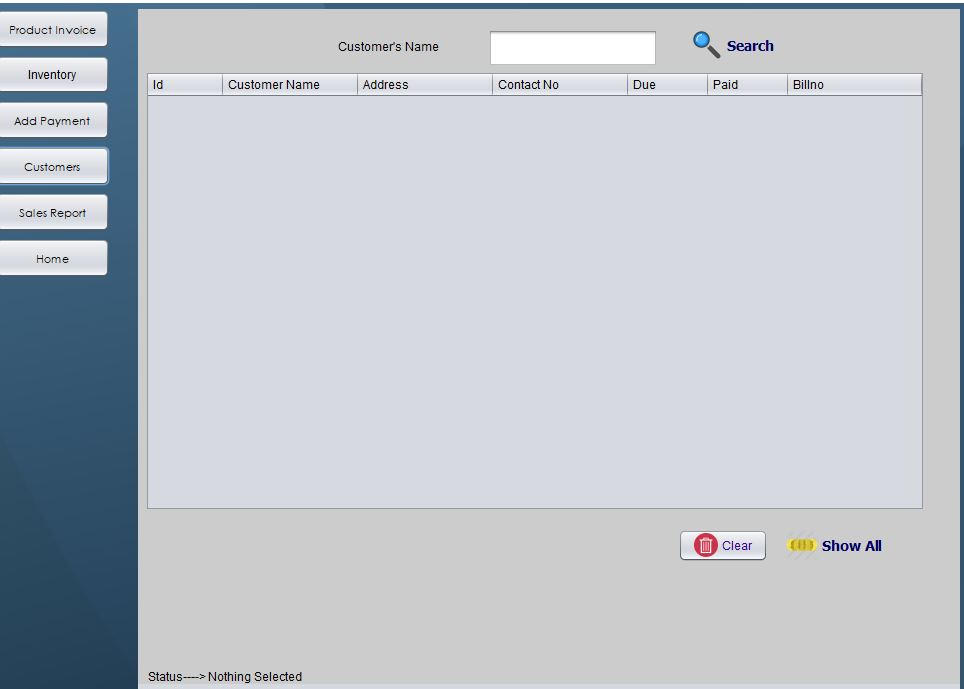 Product Invoice
Inventory
Add Payment
Customers
Sales Report
Home
Customer's Name
Search
Id Customer Name Address Contact No Due Paid Billno
Clear
Show All
Status----> Nothing Selected